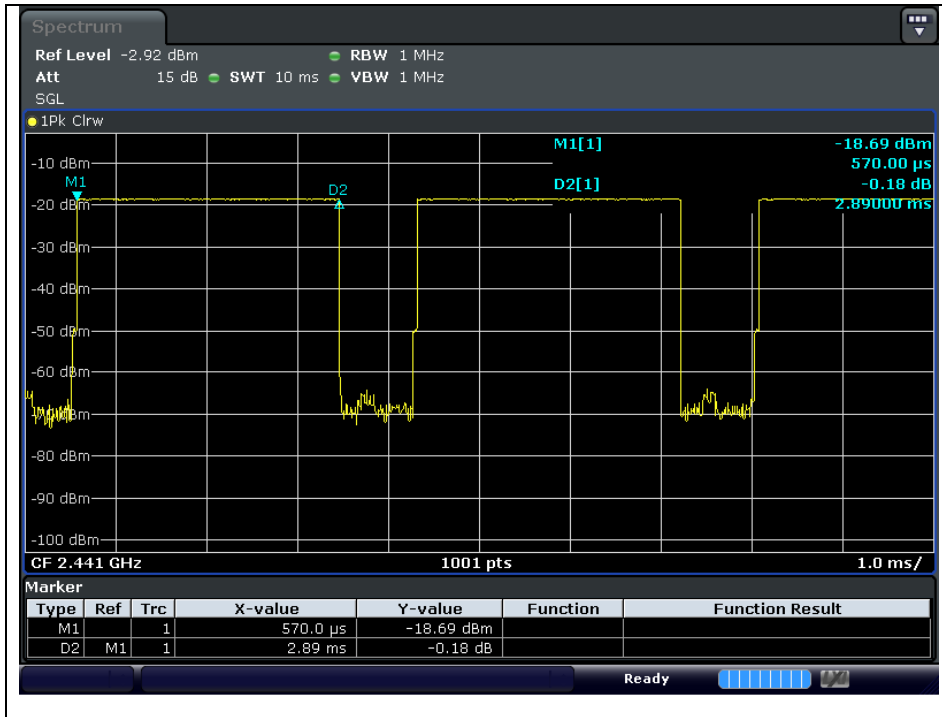 Spectrum
Ref Level -2.92 dBm RBW 1 MHz
Att 15 dB SWT 10 ms VBW 1 MHz
SGL
1Pk Clrw
M1[1] -18.69 dBm
570.00 µs
D2[1] -0.18 dB
2.89000 ms
-10 dBm
M1
D2
-20 dBm
-30 dBm
-40 dBm
-50 dBm
-60 dBm
-80 dBm
-90 dBm
-100 dBm
CF 2.441 GHz 1001 pts 1.0 ms/
Marker
Type Ref Trc X-value Y-value Function Function Result
M1 1 570.0 µs -18.69 dBm
D2 M1 1 2.89 ms -0.18 dB
Ready